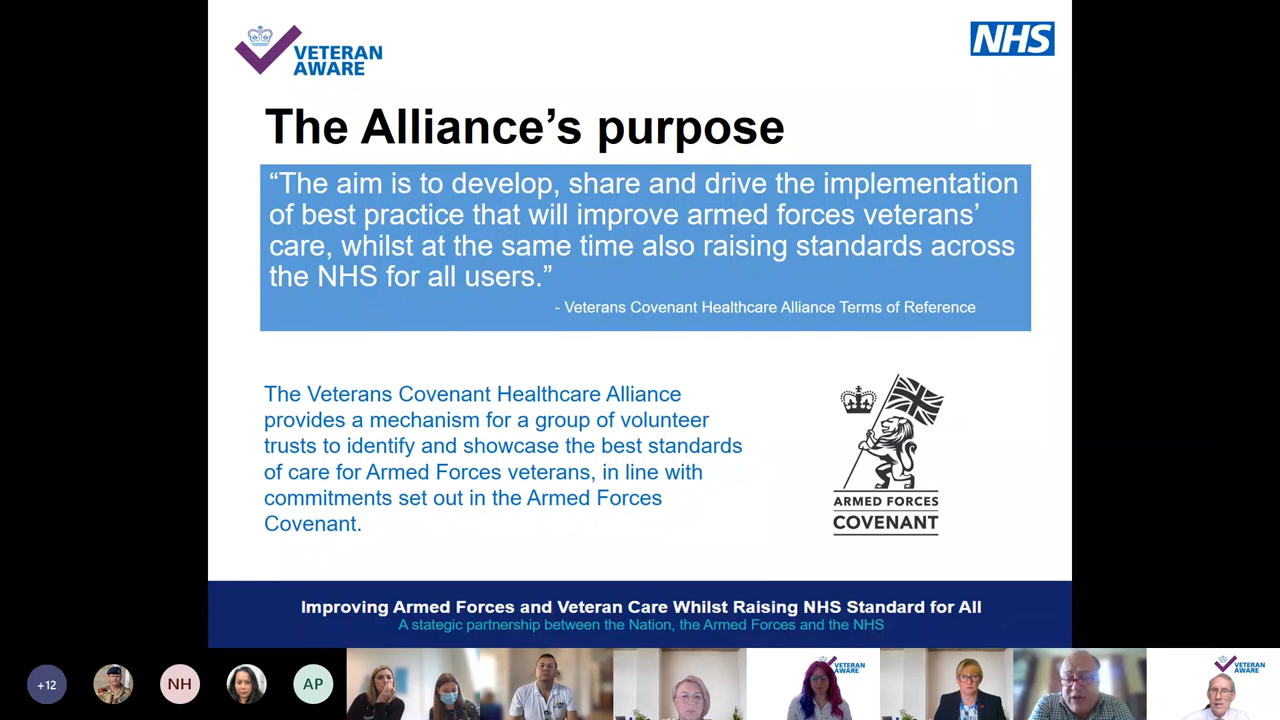 VETERAN
AWARE
NHS
The Alliance’s purpose
“The aim is to develop, share and drive the implementation
of best practice that will improve armed forces veterans’
care, whilst at the same time also raising standards across
the NHS for all users.”
- Veterans Covenant Healthcare Alliance Terms of Reference
The Veterans Covenant Healthcare Alliance
provides a mechanism for a group of volunteer
trusts to identify and showcase the best standards
of care for Armed Forces veterans, in line with
commitments set out in the Armed Forces
Covenant.
ARMED FORCES
COVENANT
Improving Armed Forces and Veteran Care Whilst Raising NHS Standard for All
A stategic partnership between the Nation, the Armed Forces and the NHS
+12
NH
AP
VETERAN
AWARE
VETERAN
AWARE